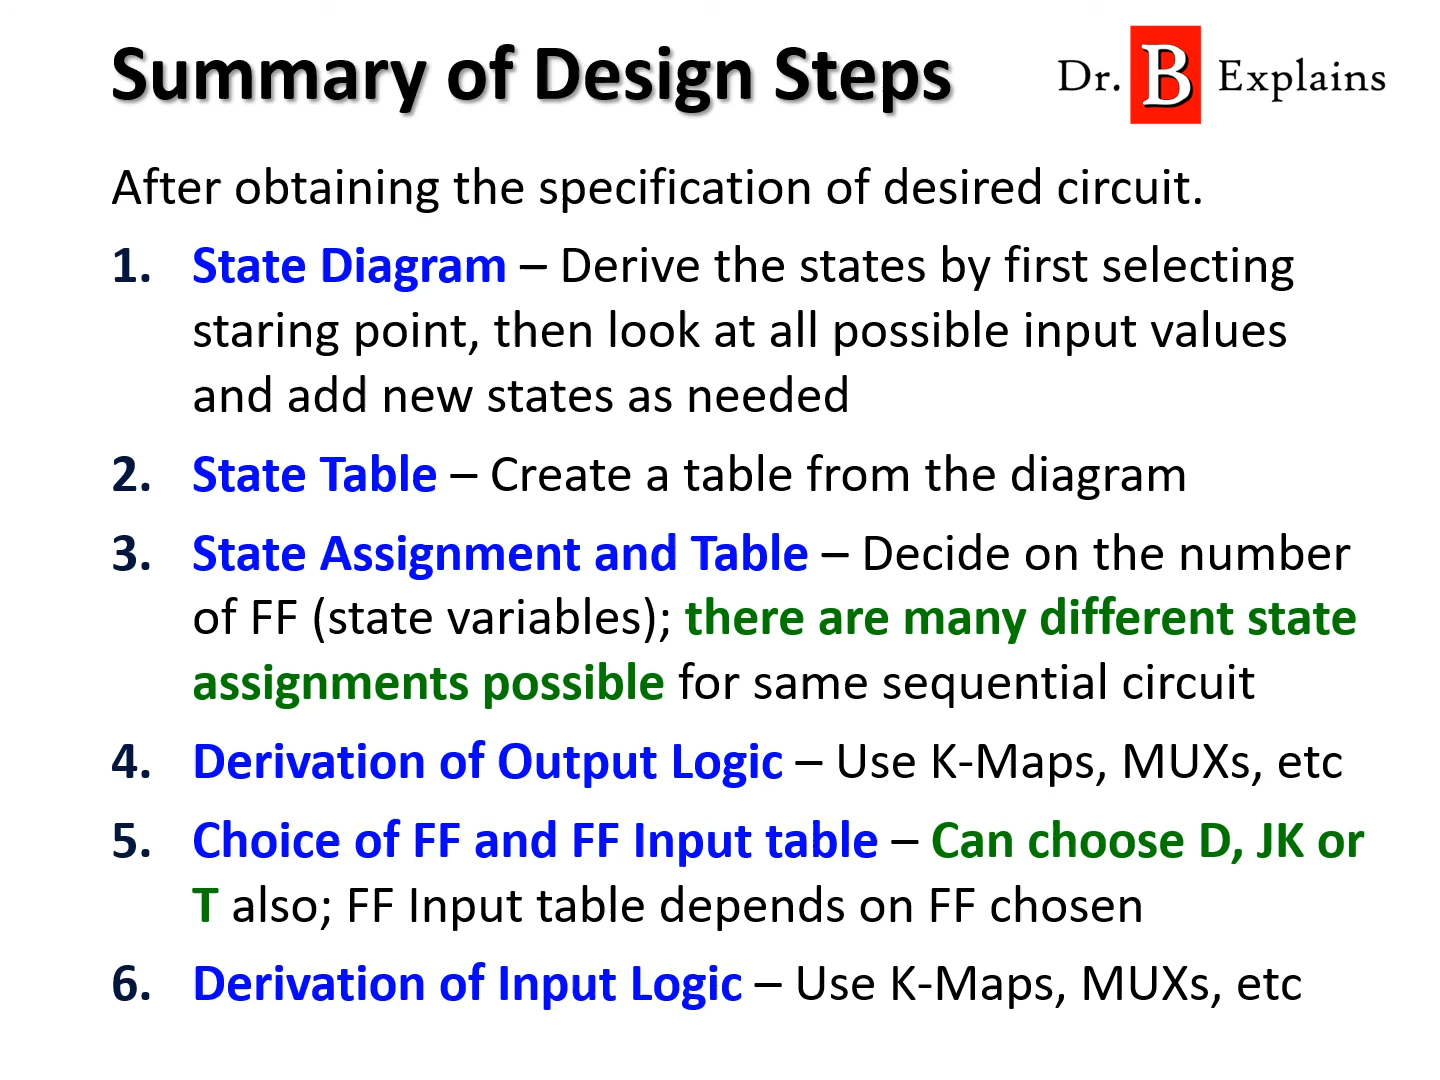 Summary of Design Steps
Dr. B Explains
After obtaining the specification of desired circuit.
1. State Diagram – Derive the states by first selecting
staring point, then look at all possible input values
and add new states as needed
2. State Table – Create a table from the diagram
3. State Assignment and Table – Decide on the number
of FF (state variables); there are many different state
assignments possible for same sequential circuit
4. Derivation of Output Logic – Use K-Maps, MUXs, etc
5. Choice of FF and FF Input table – Can choose D, JK or
T also; FF Input table depends on FF chosen
6. Derivation of Input Logic – Use K-Maps, MUXs, etc